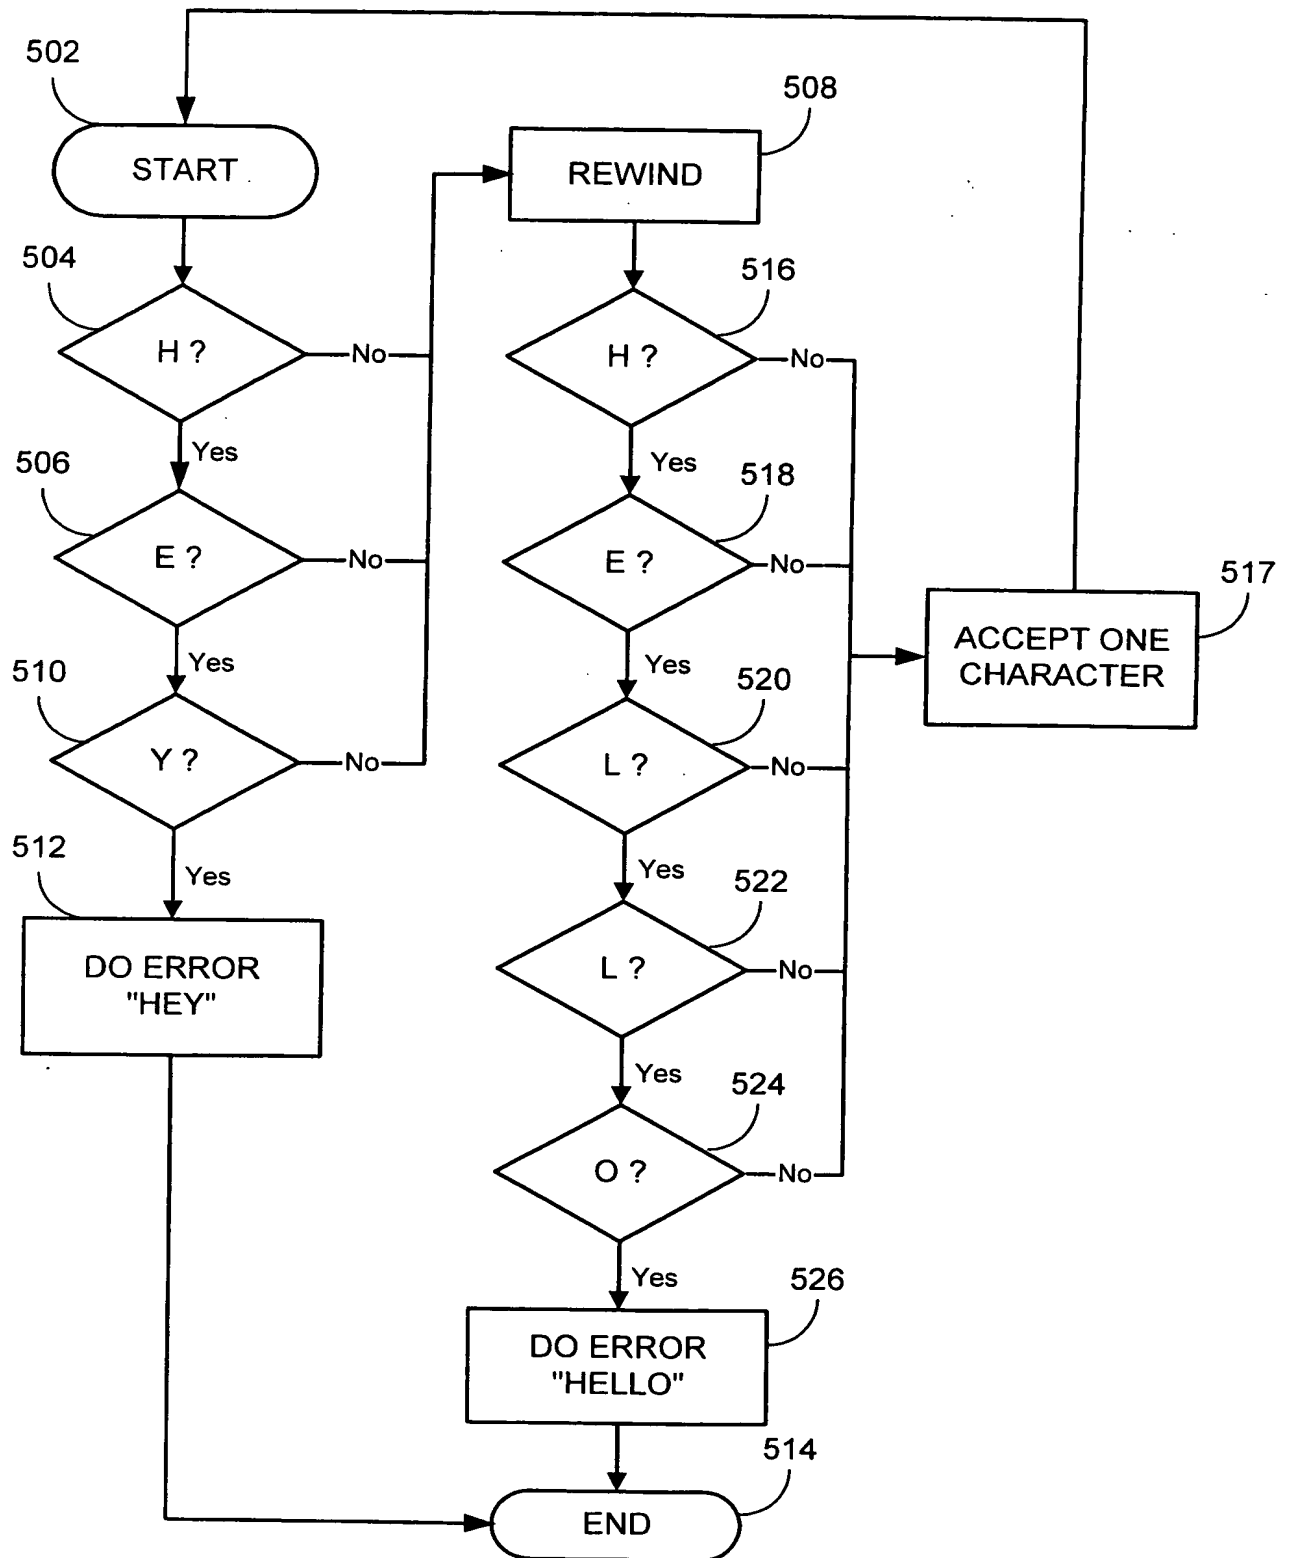 502
START
504
H ?
No
Yes
506
E ?
No
Yes
510
Y ?
No
Yes
512
DO ERROR
"HEY"
508
REWIND
516
H ?
No
Yes
518
E ?
No
Yes
520
L ?
No
Yes
522
L ?
No
Yes
524
O ?
No
Yes
526
DO ERROR
"HELLO"
514
END
517
ACCEPT ONE
CHARACTER